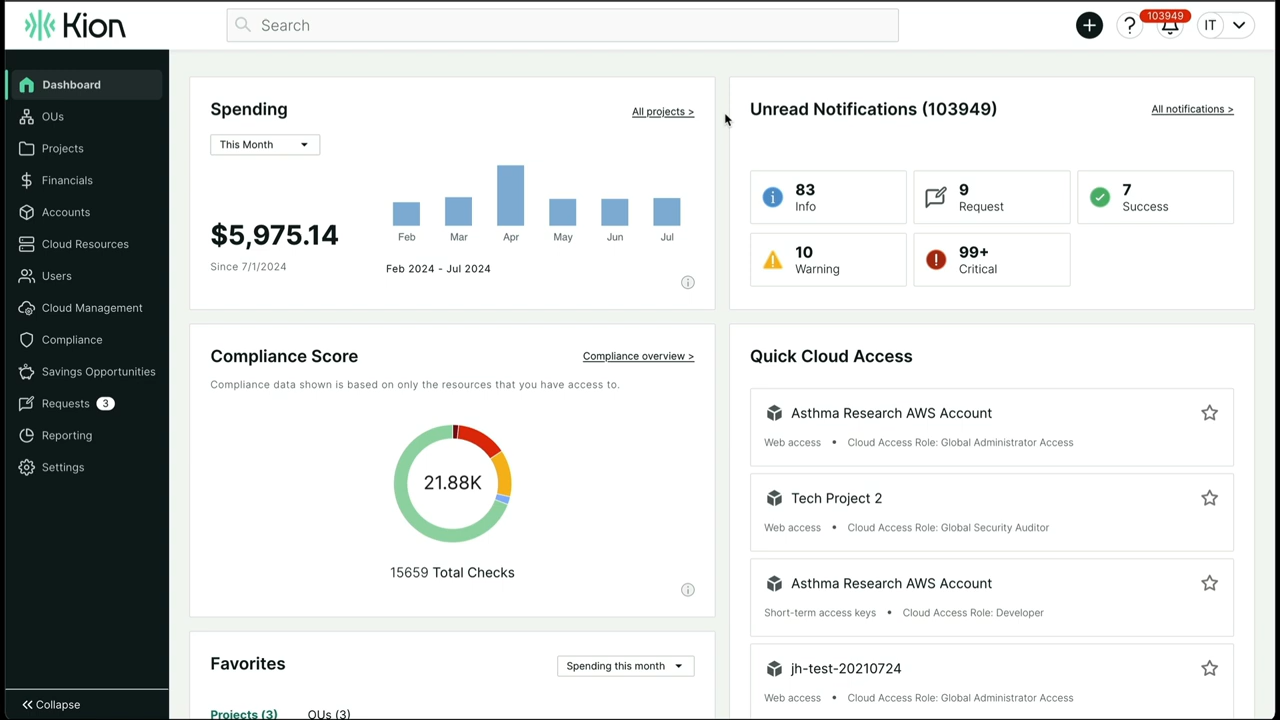 Kion
Search
103949
IT
Dashboard
OUs
Projects
Financials
Accounts
Cloud Resources
Users
Cloud Management
Compliance
Savings Opportunities
Requests 3
Reporting
Settings
Collapse
Spending
All projects >
This Month
$5,975.14
Since 7/1/2024
Feb Mar Apr May Jun Jul
Feb 2024 - Jul 2024
Unread Notifications (103949)
All notifications >
83
Info
9
Request
7
Success
10
Warning
99+
Critical
Compliance Score
Compliance overview >
Compliance data shown is based on only the resources that you have access to.
21.88K
15659 Total Checks
Quick Cloud Access
Asthma Research AWS Account
Web access • Cloud Access Role: Global Administrator Access
Tech Project 2
Web access • Cloud Access Role: Global Security Auditor
Asthma Research AWS Account
Short-term access keys • Cloud Access Role: Developer
jh-test-20210724
Web access • Cloud Access Role: Global Administrator Access
Favorites
Spending this month
Projects (3) OUs (3)